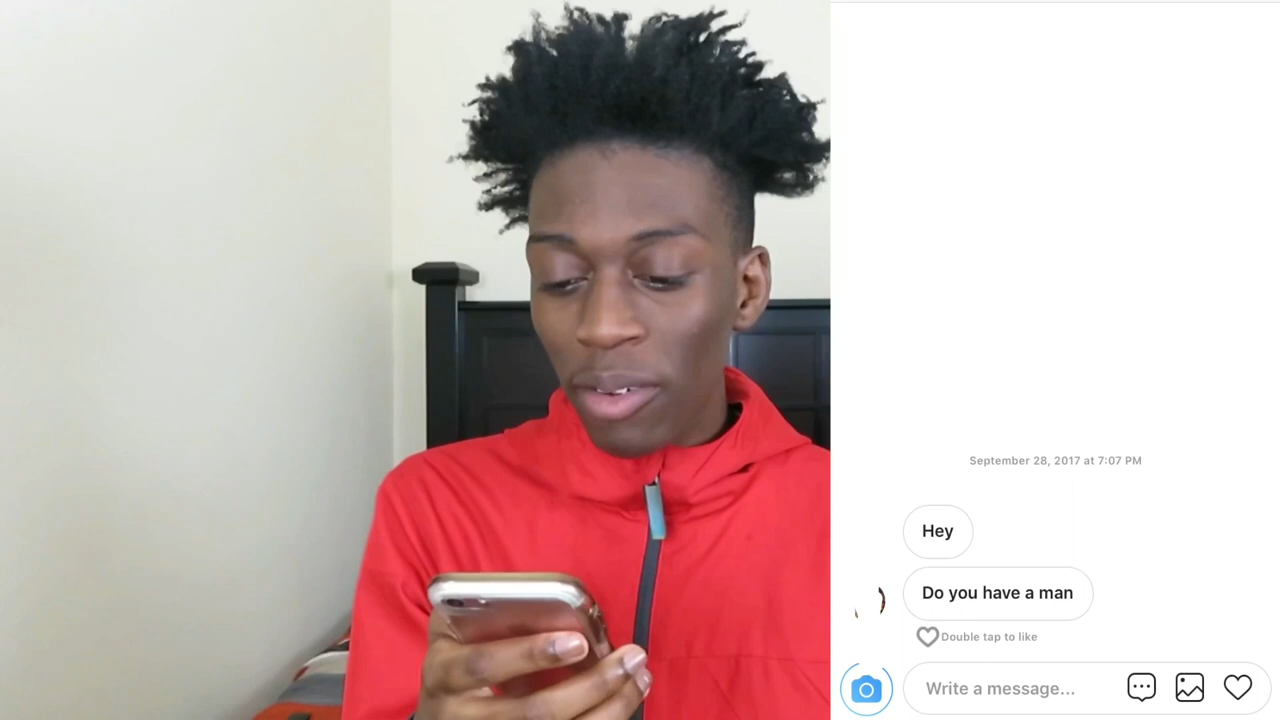 September 28, 2017 at 7:07 PM
Hey
Do you have a man
Double tap to like
Write a message...